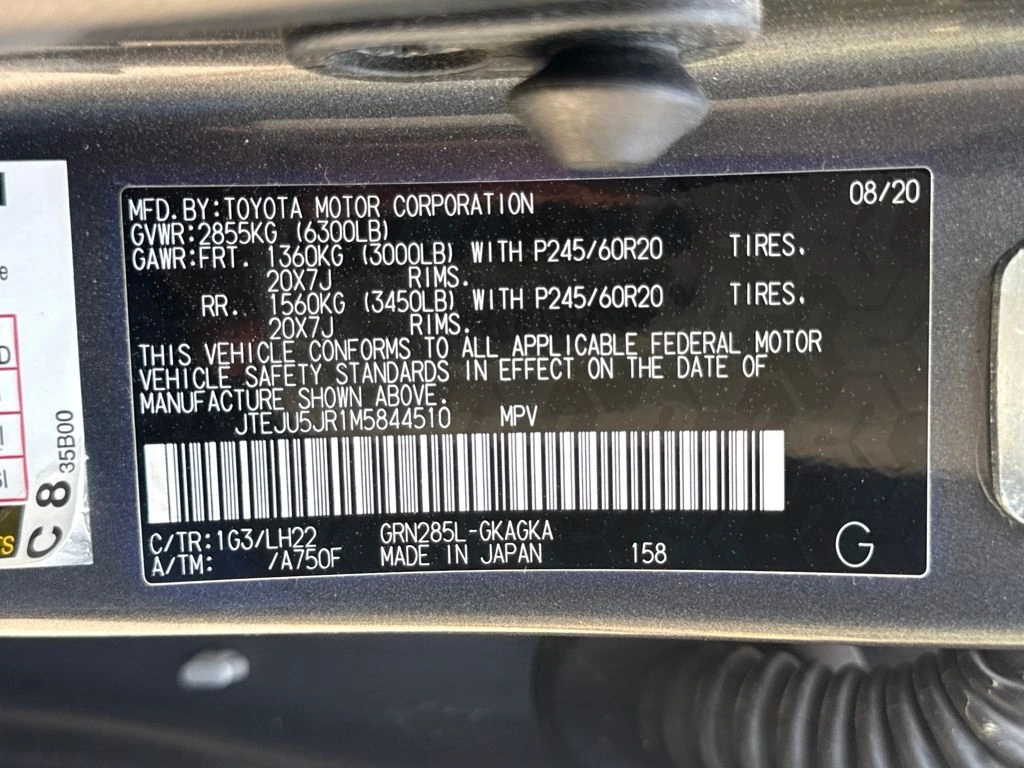 MFD.BY:TOYOTA MOTOR CORPORATION 08/20
GVWR:2855KG (6300LB)
GAWR:FRT. 1360KG (3000LB) WITH P245/60R20 TIRES.
20X7J RIMS.
RR. 1560KG (3450LB) WITH P245/60R20 TIRES.
20X7J RIMS.
THIS VEHICLE CONFORMS TO ALL APPLICABLE FEDERAL MOTOR
VEHICLE SAFETY STANDARDS IN EFFECT ON THE DATE OF
MANUFACTURE SHOWN ABOVE.
JTEJU5JR1M5844510 MPV
C/TR:1G3/LH22 GRN285L-GKAGKA
A/TM: /A750F MADE IN JAPAN 158 G
C8
35B00